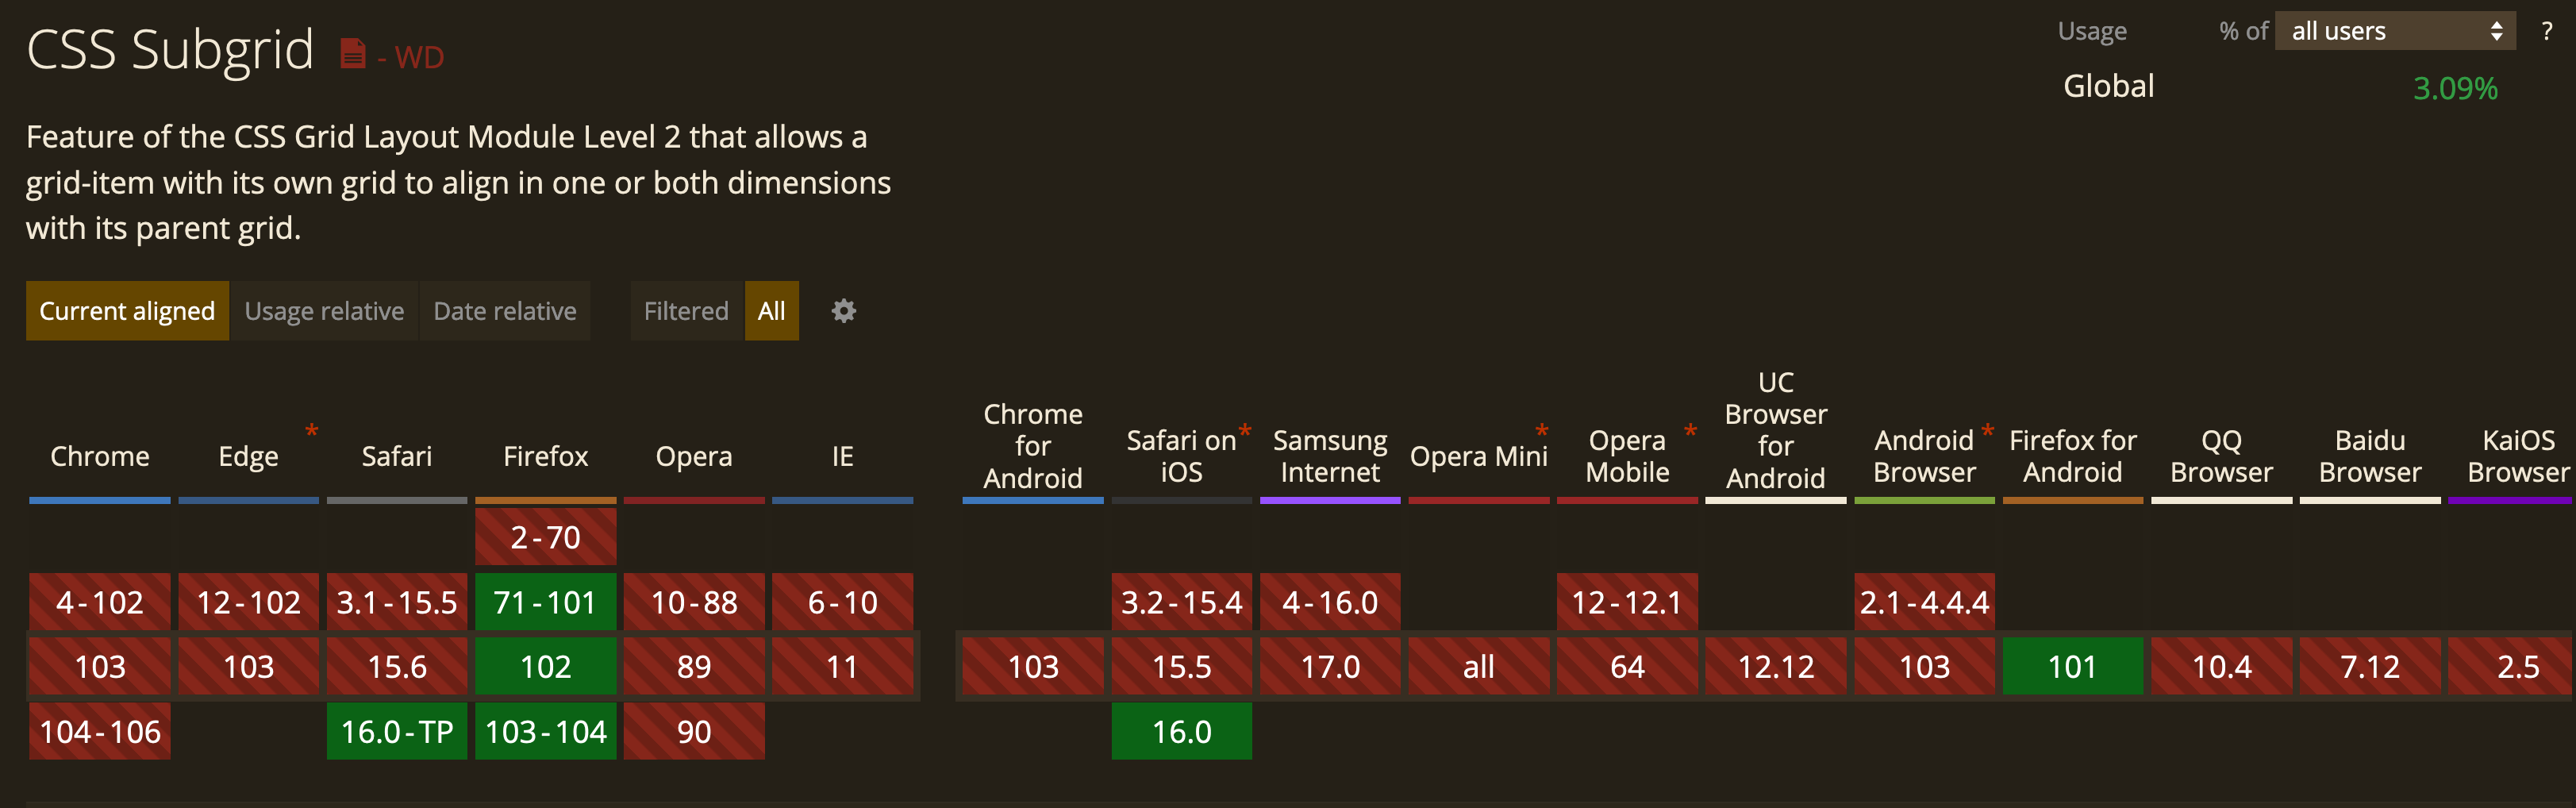 CSS Subgrid - WD
Usage % of all users ?
Global 3.09%
Feature of the CSS Grid Layout Module Level 2 that allows a
grid-item with its own grid to align in one or both dimensions
with its parent grid.
Current aligned Usage relative Date relative Filtered All
Chrome
Edge *
Safari
Firefox
Opera
IE
Chrome
for
Android
Safari on *
iOS
Samsung
Internet
Opera Mini *
Opera *
Mobile
UC
Browser
for
Android
Android *
Browser
Firefox for
Android
QQ
Browser
Baidu
Browser
KaiOS
Browser
2-70
4-102 12-102 3.1-15.5 71-101 10-88 6-10 3.2-15.4 4-16.0 12-12.1 2.1-4.4.4
103 103 15.6 102 89 11 103 15.5 17.0 all 64 12.12 103 101 10.4 7.12 2.5
104-106 16.0-TP 103-104 90 16.0